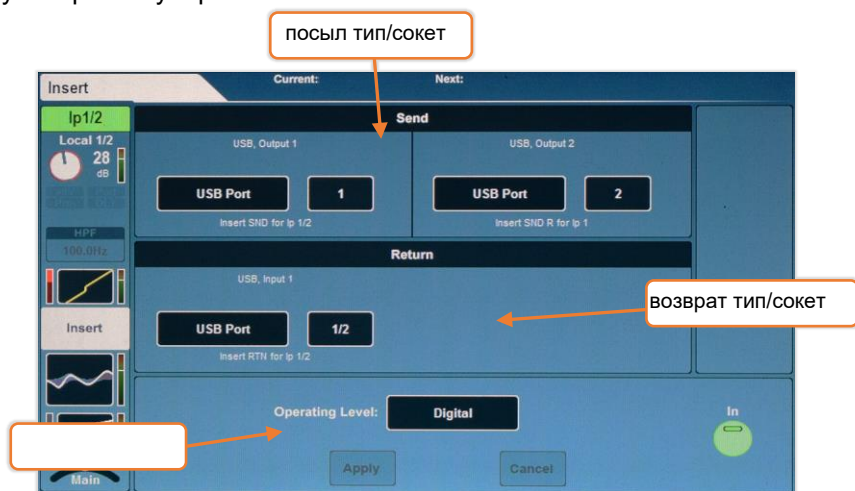 посыл тип/сокет
Insert
Current:
Next:
Ip1/2
Local 1/2
28
dB
HPF
100.0Hz
Insert
Main
Send
USB, Output 1
USB, Output 2
USB Port
1
USB Port
2
Insert SND for Ip 1/2
Insert SND R for Ip 1
Return
USB, Input 1
USB Port
1/2
Insert RTN for Ip 1/2
возврат тип/сокет
Operating Level:
Digital
In
Apply
Cancel